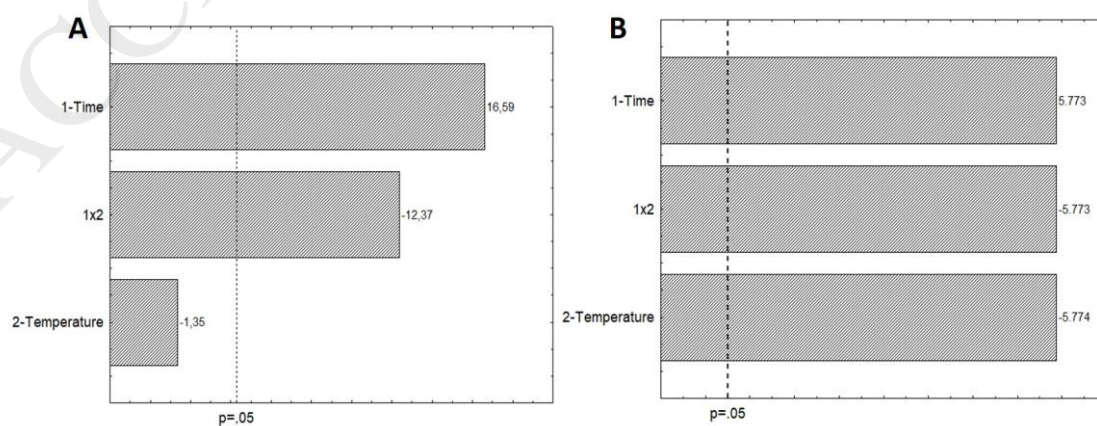 A
1-Time
16,59
1x2
-12,37
2-Temperature
-1,35
p=,05
B
1-Time
5.773
1x2
-5.773
2-Temperature
-5.774
p=.05
ACC